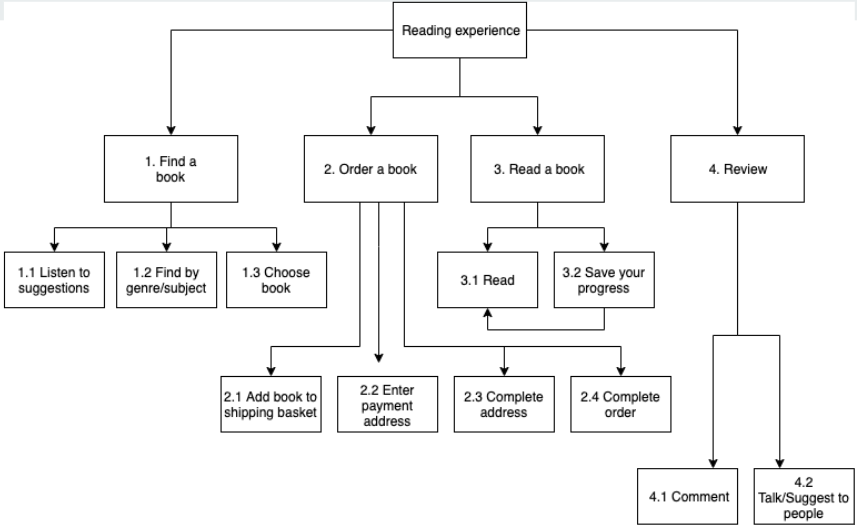 Reading experience
1. Find a
book
2. Order a book
3. Read a book
4. Review
1.1 Listen to
suggestions
1.2 Find by
genre/subject
1.3 Choose
book
3.1 Read
3.2 Save your
progress
2.1 Add book to
shipping basket
2.2 Enter
payment
address
2.3 Complete
address
2.4 Complete
order
4.1 Comment
4.2
Talk/Suggest to
people